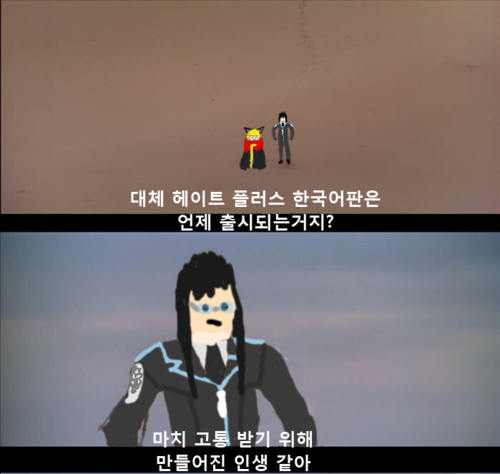 대체 헤이트 플러스 한국어판은
언제 출시되는거지?
마치 고통 받기 위해
만들어진 인생 같아